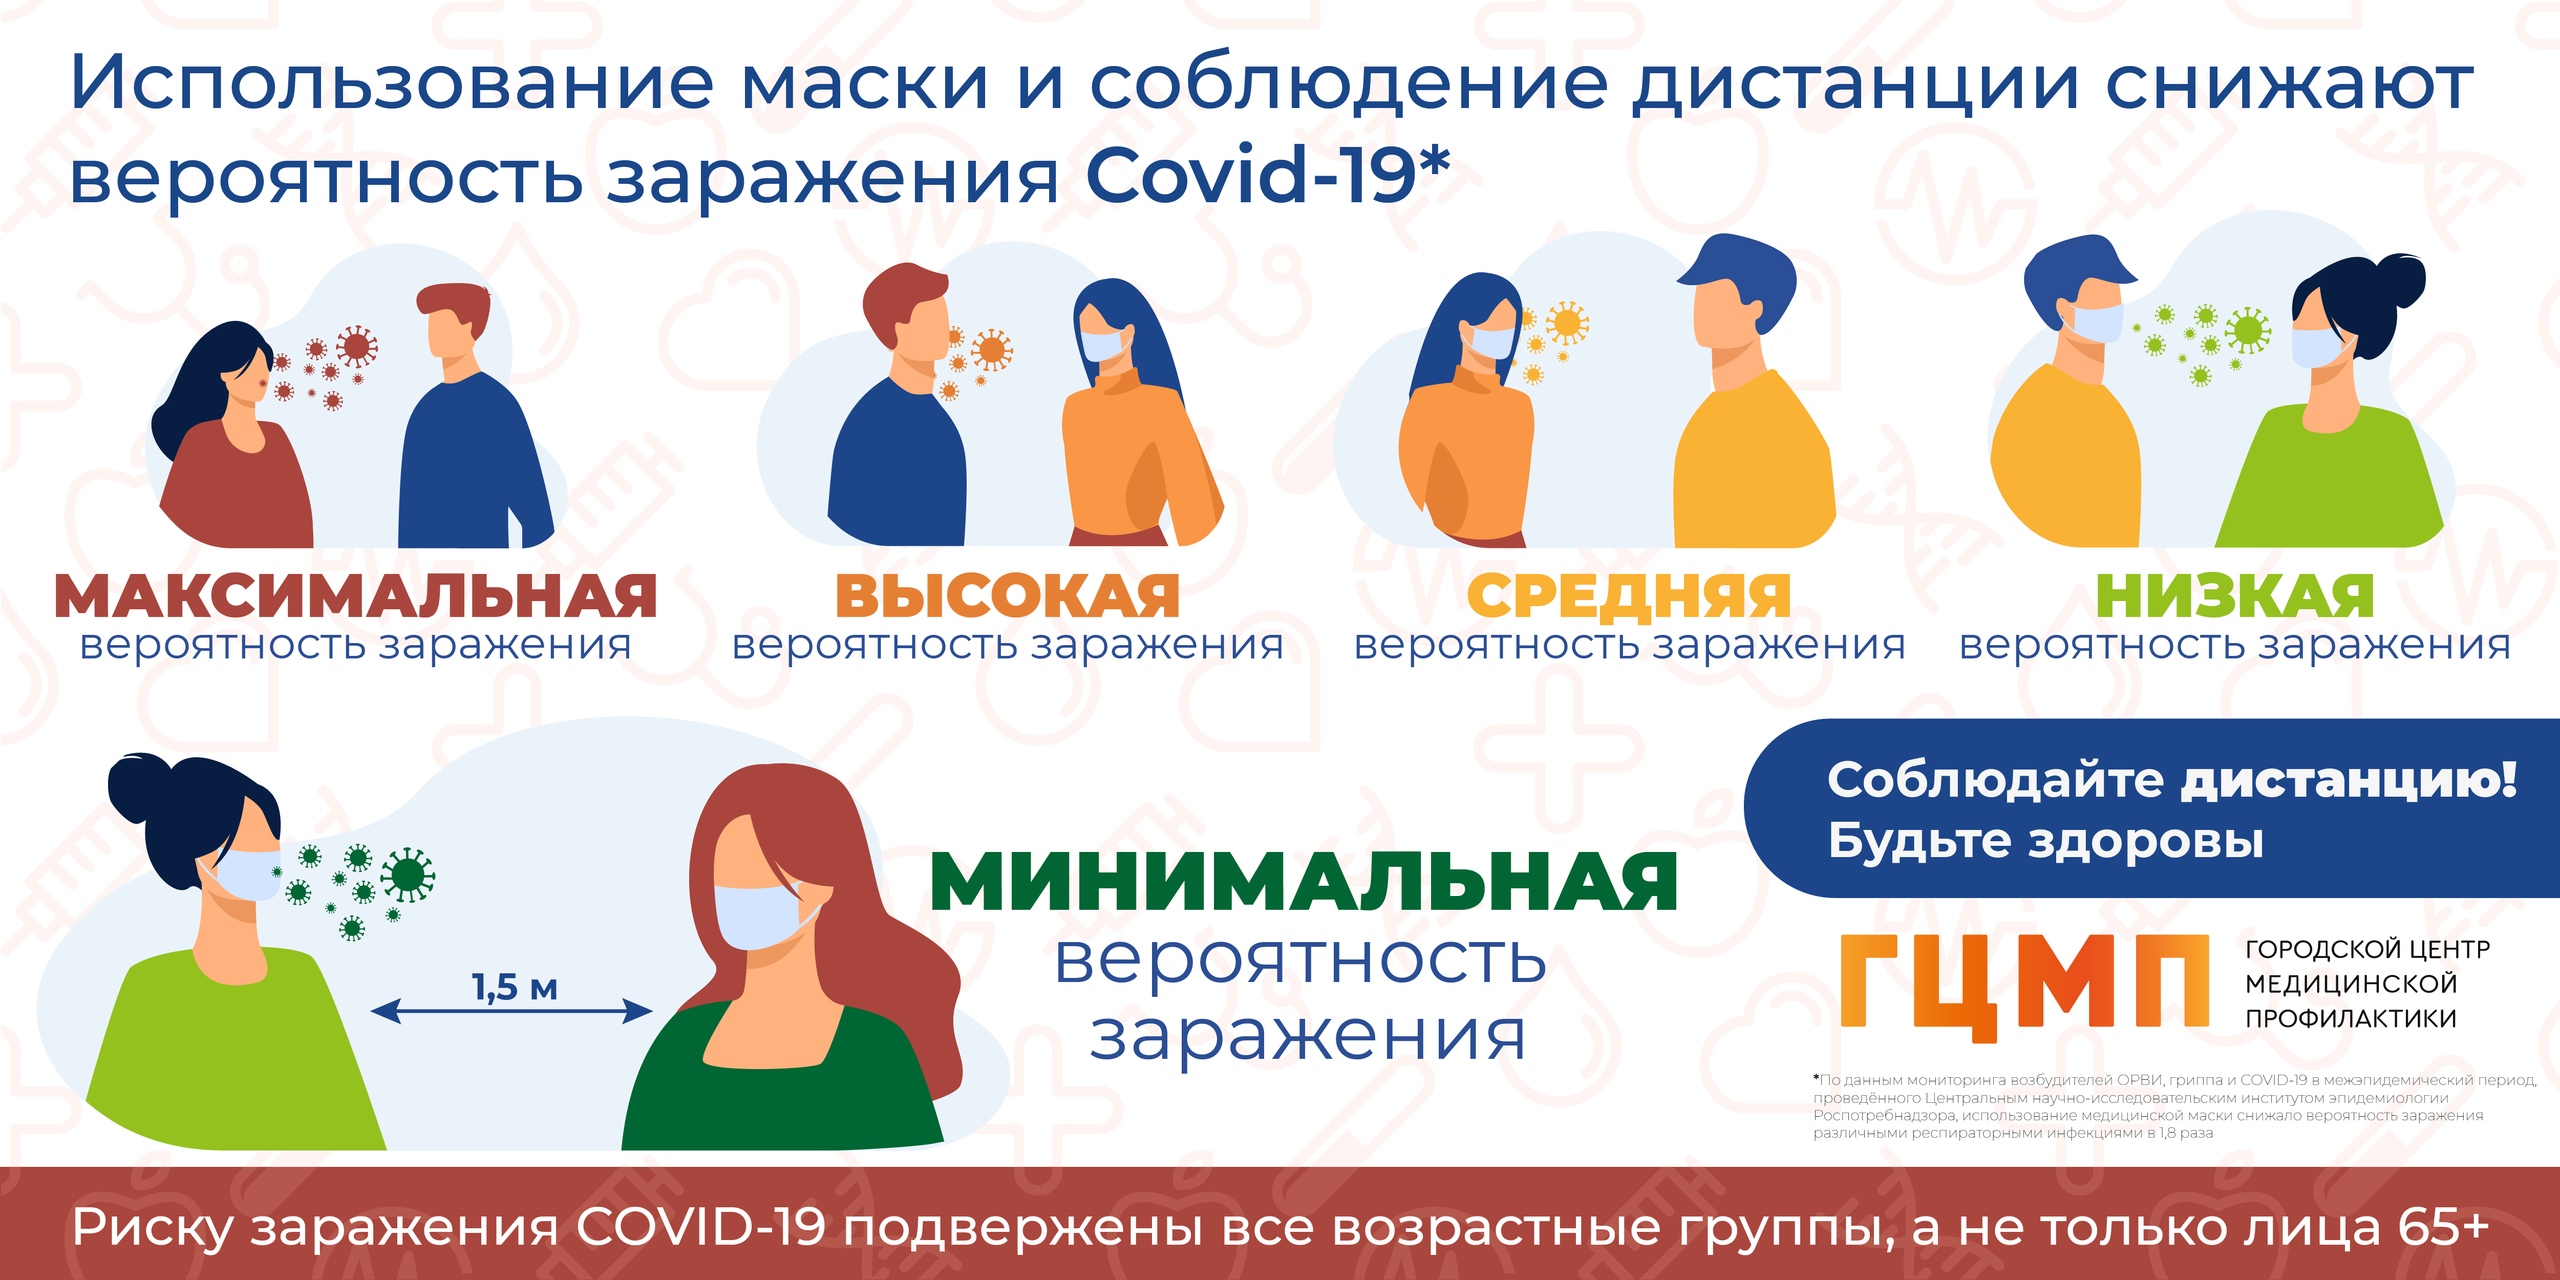 Использование маски и соблюдение дистанции снижают
вероятность заражения Covid-19*
МАКСИМАЛЬНАЯ
вероятность заражения
ВЫСОКАЯ
вероятность заражения
СРЕДНЯЯ
вероятность заражения
НИЗКАЯ
вероятность заражения
1,5 м
МИНИМАЛЬНАЯ
вероятность
заражения
Соблюдайте дистанцию!
Будьте здоровы
ГЦМП
ГОРОДСКОЙ ЦЕНТР
МЕДИЦИНСКОЙ
ПРОФИЛАКТИКИ
*По данным мониторинга возбудителей ОРВИ, гриппа и COVID-19 в межэпидемический период,
проведённого Центральным научно-исследовательским институтом эпидемиологии
Роспотребнадзора, использование медицинской маски снижало вероятность заражения
различными респираторными инфекциями в 1,8 раза
Риску заражения COVID-19 подвержены все возрастные группы, а не только лица 65+